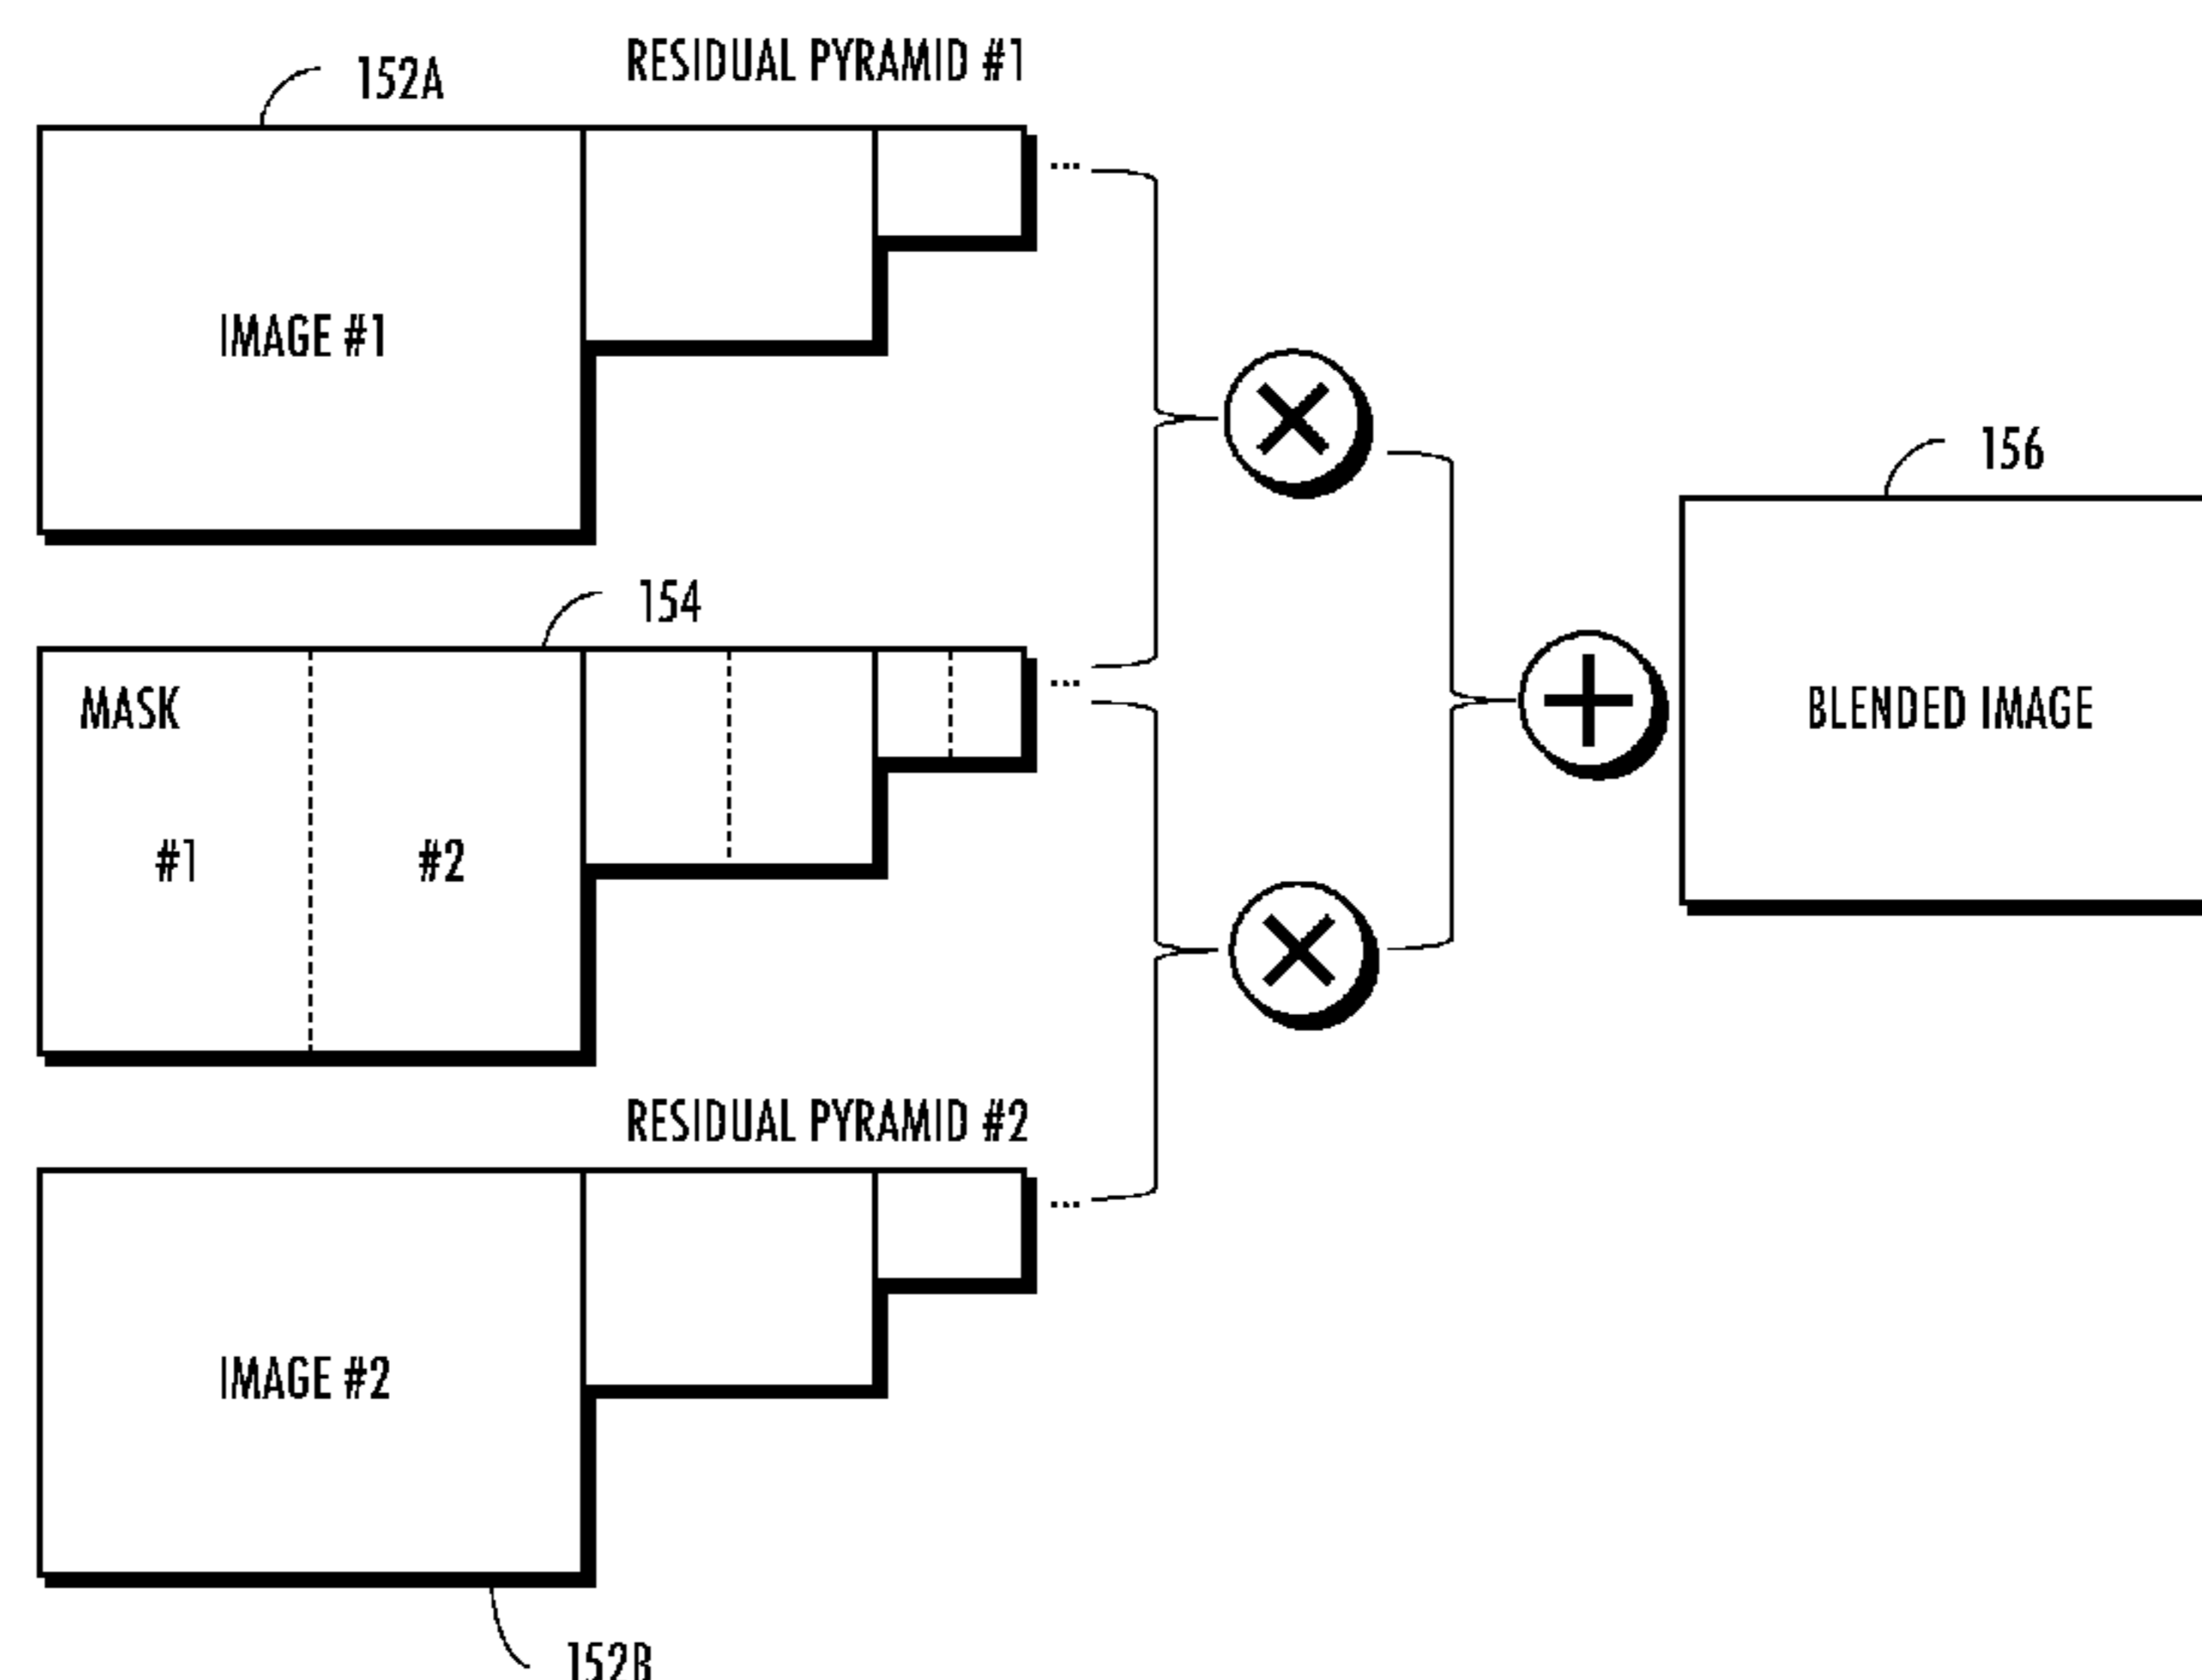 RESIDUAL PYRAMID #1
152A
IMAGE #1
...
154
MASK
#1
#2
...
156
BLENDED IMAGE
RESIDUAL PYRAMID #2
IMAGE #2
...
152B